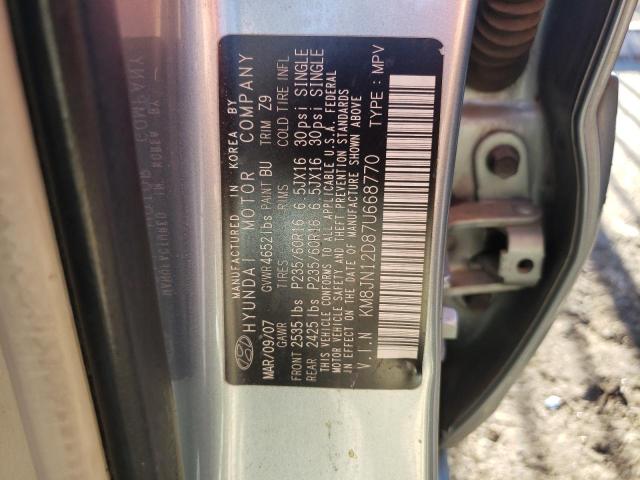 MANUFACTURED IN KOREA BY
HYUNDAI MOTOR COMPANY
MAR/09/07 GVWR 4652lbs PAINT BU TRIM Z9
GAWR TIRES RIMS COLD TIRE INFL
FRONT 2535 lbs P235/60R16 6.5JX16 30psi SINGLE
REAR 2425 lbs P235/60R16 6.5JX16 30psi SINGLE
THIS VEHICLE CONFORMS TO ALL APPLICABLE U.S.A. FEDERAL
MOTOR VEHICLE SAFETY AND THEFT PREVENTION STANDARDS
IN EFFECT ON THE DATE OF MANUFACTURE SHOWN ABOVE
V.I.N KM8JN12D87U668770 TYPE: MPV